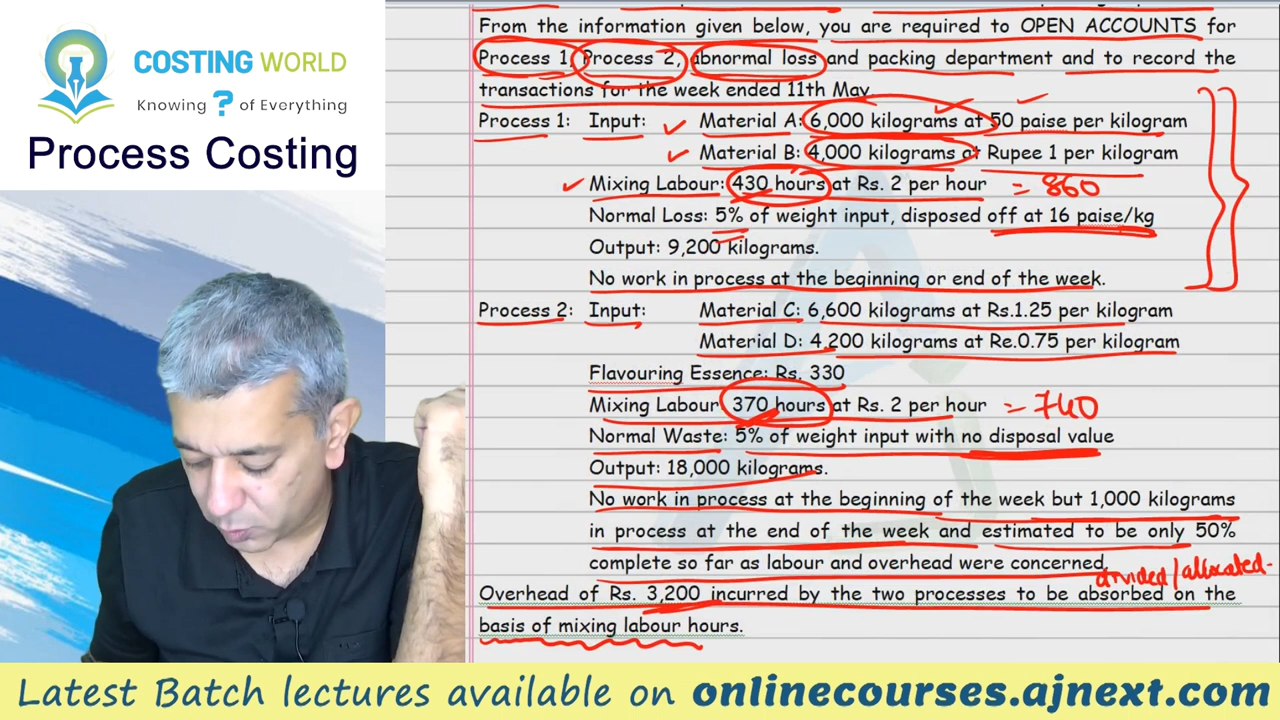 COSTING WORLD
Knowing ? of Everything
Process Costing
From the information given below, you are required to OPEN ACCOUNTS for
Process 1, Process 2, abnormal loss and packing department and to record the
transactions for the week ended 11th May.
Process 1: Input: Material A: 6,000 kilograms at 50 paise per kilogram
Material B: 4,000 kilograms at Rupee 1 per kilogram
Mixing Labour: 430 hours at Rs. 2 per hour = 860
Normal Loss: 5% of weight input, disposed off at 16 paise/kg
Output: 9,200 kilograms.
No work in process at the beginning or end of the week.
Process 2: Input: Material C: 6,600 kilograms at Rs.1.25 per kilogram
Material D: 4,200 kilograms at Re.0.75 per kilogram
Flavouring Essence: Rs. 330
Mixing Labour 370 hours at Rs. 2 per hour = 740
Normal Waste: 5% of weight input with no disposal value
Output: 18,000 kilograms.
No work in process at the beginning of the week but 1,000 kilograms
in process at the end of the week and estimated to be only 50%
complete so far as labour and overhead were concerned
divided/allocated
Overhead of Rs. 3,200 incurred by the two processes to be absorbed on the
basis of mixing labour hours.
Latest Batch lectures available on onlinecourses.ajnext.com